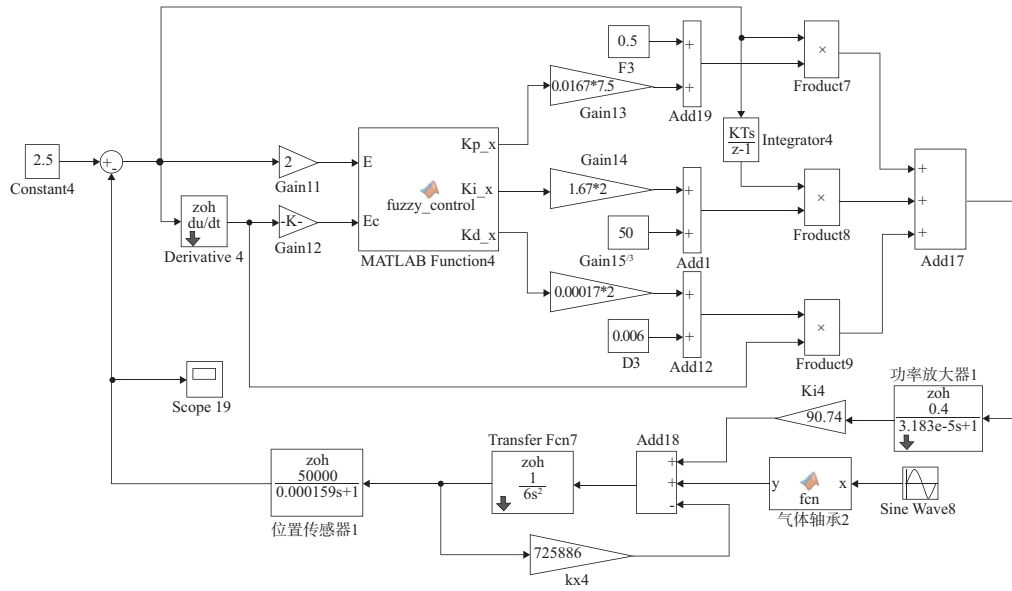 0.5
F3
+
+
Add19
×
Froduct7
0.0167*7.5
Gain13
KTs
z-1
Integrator4
2.5
Constant4
+
-
2
Gain11
zoh
du/dt
Derivative 4
-K-
Gain12
E
Ec
fuzzy_control
Kp_x
Ki_x
Kd_x
MATLAB Function4
Gain14
1.67*2
50
Gain15/3
+
+
Add1
×
Froduct8
+
+
+
Add17
0.00017*2
0.006
D3
+
+
Add12
×
Froduct9
Scope 19
Ki4
90.74
功率放大器1
zoh
0.4
3.183e-5s+1
zoh
50000
0.000159s+1
位置传感器1
Transfer Fcn7
zoh
1
6s²
Add18
+
+
-
y
fcn
x
气体轴承2
Sine Wave8
725886
kx4